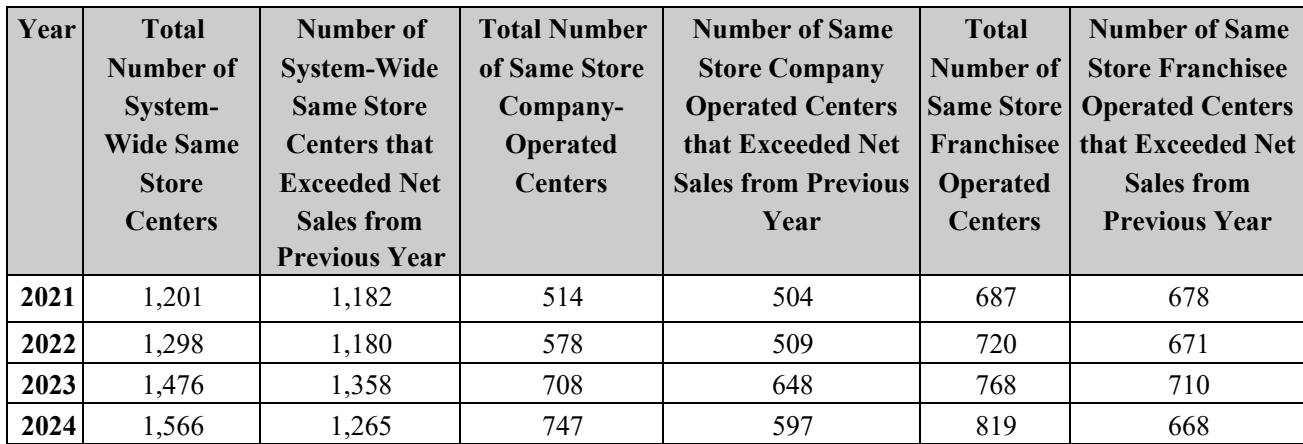 Year
Total
Number of
System-
Wide Same
Store
Centers
Number of
System-Wide
Same Store
Centers that
Exceeded Net
Sales from
Previous Year
Total Number
of Same Store
Company-
Operated
Centers
Number of Same
Store Company
Operated Centers
that Exceeded Net
Sales from Previous
Year
Total
Number of
Same Store
Franchisee
Operated
Centers
Number of Same
Store Franchisee
Operated Centers
that Exceeded Net
Sales from
Previous Year
2021 1,201 1,182 514 504 687 678
2022 1,298 1,180 578 509 720 671
2023 1,476 1,358 708 648 768 710
2024 1,566 1,265 747 597 819 668